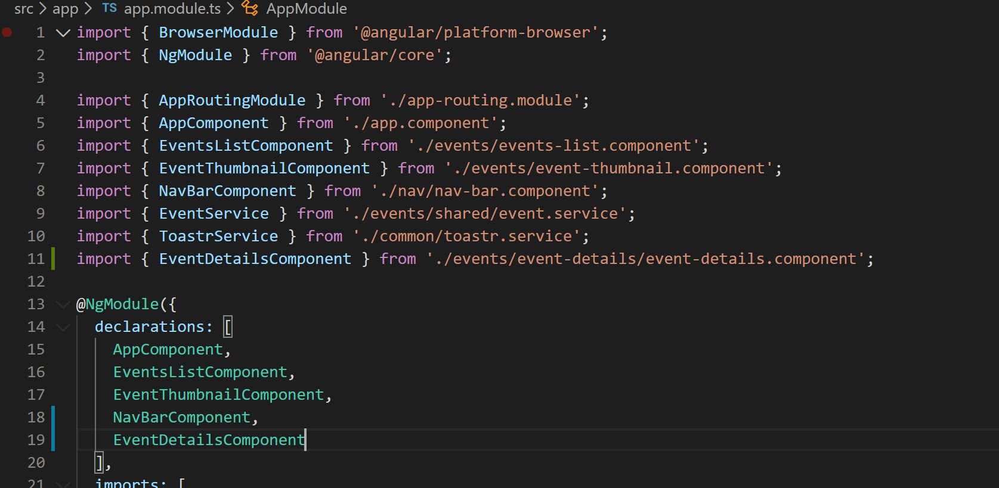 src > app > TS app.module.ts > AppModule
1 import { BrowserModule } from '@angular/platform-browser';
2 import { NgModule } from '@angular/core';
3
4 import { AppRoutingModule } from './app-routing.module';
5 import { AppComponent } from './app.component';
6 import { EventsListComponent } from './events/events-list.component';
7 import { EventThumbnailComponent } from './events/event-thumbnail.component';
8 import { NavBarComponent } from './nav/nav-bar.component';
9 import { EventService } from './events/shared/event.service';
10 import { ToastrService } from './common/toastr.service';
11 import { EventDetailsComponent } from './events/event-details/event-details.component';
12
13 @NgModule({
14 declarations: [
15 AppComponent,
16 EventsListComponent,
17 EventThumbnailComponent,
18 NavBarComponent,
19 EventDetailsComponent
20 ],
21 imports: [